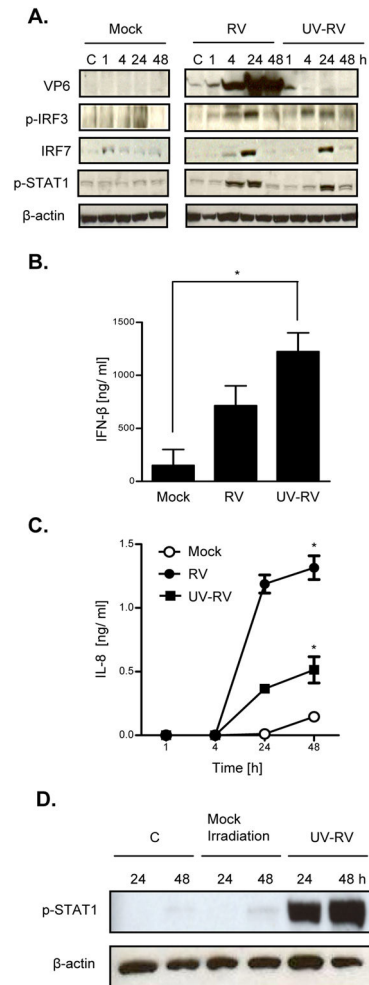 A.
Mock RV UV-RV
C 1 4 24 48 C 1 4 24 48 1 4 24 48 h
VP6
p-IRF3
IRF7
p-STAT1
β-actin
B.
*
1500
1000
500
0
IFN-β [ng/ ml]
Mock RV UV-RV
C.
1.5
1.0
0.5
0.0
IL-8 [ng/ ml]
Mock
RV
UV-RV
*
*
1 4 24 48
Time [h]
D.
C Mock Irradiation UV-RV
24 48 24 48 24 48 h
p-STAT1
β-actin